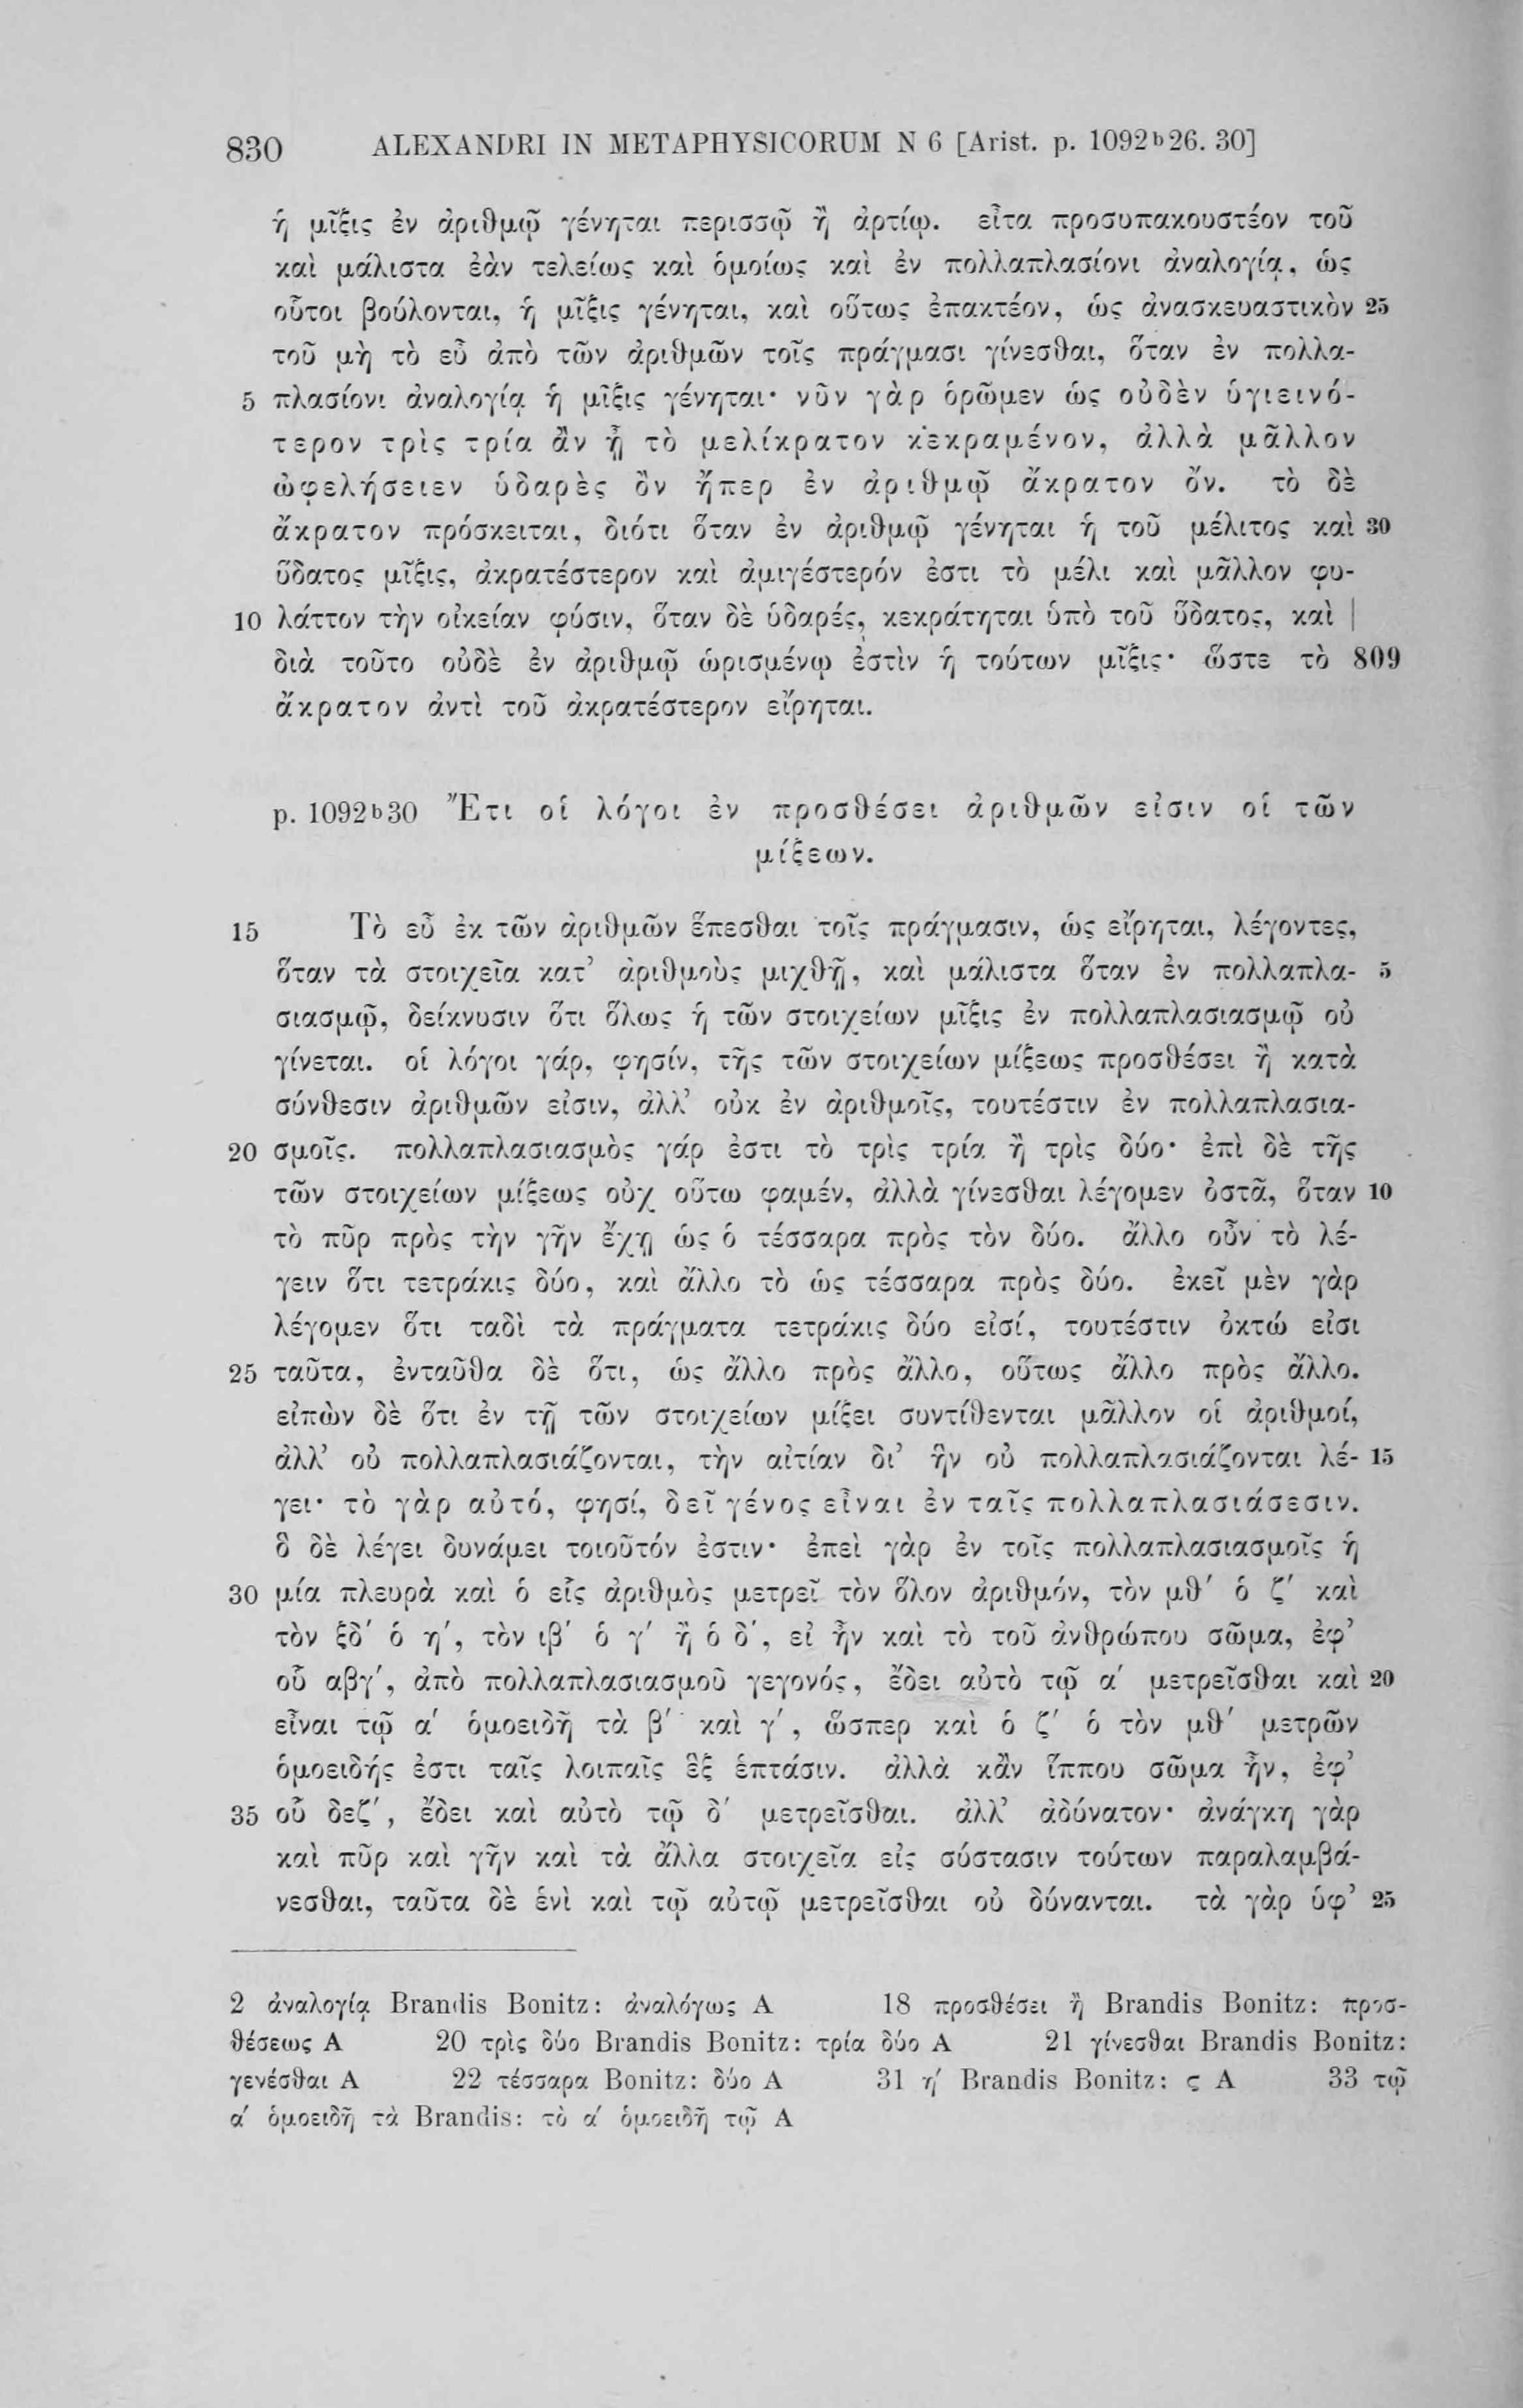 830 ALEXANDRI IN METAPHYSICORUM N 6 [Arist. p. 1092ᵇ26. 30]
ἡ μῖξις ἐν ἀριθμῷ γένηται περισσῷ ἢ ἀρτίῳ. εἶτα προσυπακουστέον τοῦ
καὶ μάλιστα ἐὰν τελείως καὶ ὁμοίως καὶ ἐν πολλαπλασίονι ἀναλογίᾳ, ὡς
οὗτοι βούλονται, ἡ μῖξις γένηται, καὶ οὕτως ἐπακτέον, ὡς ἀνασκευαστικὸν 25
τοῦ μὴ τὸ εὖ ἀπὸ τῶν ἀριθμῶν τοῖς πράγμασι γίνεσθαι, ὅταν ἐν πολλα-
5 πλασίονι ἀναλογίᾳ ἡ μῖξις γένηται· νῦν γὰρ ὁρῶμεν ὡς οὐδὲν ὑγιεινό-
τερον τρὶς τρία ἂν ᾖ τὸ μελίκρατον κεκραμένον, ἀλλὰ μᾶλλον
ὠφελήσειεν ὑδαρὲς ὂν ἤπερ ἐν ἀριθμῷ ἄκρατον ὄν. τὸ δὲ
ἄκρατον πρόσκειται, διότι ὅταν ἐν ἀριθμῷ γένηται ἡ τοῦ μέλιτος καὶ 30
ὕδατος μῖξις, ἀκρατέστερον καὶ ἀμιγέστερόν ἐστι τὸ μέλι καὶ μᾶλλον φυ-
10 λάττον τὴν οἰκείαν φύσιν, ὅταν δὲ ὑδαρές, κεκράτηται ὑπὸ τοῦ ὕδατος, καὶ |
διὰ τοῦτο οὐδὲ ἐν ἀριθμῷ ὡρισμένῳ ἐστὶν ἡ τούτων μῖξις· ὥστε τὸ 809
ἄκρατον ἀντὶ τοῦ ἀκρατέστερον εἴρηται.
p. 1092ᵇ30 Ἔτι οἱ λόγοι ἐν προσθέσει ἀριθμῶν εἰσιν οἱ τῶν
μίξεων.
15 Τὸ εὖ ἐκ τῶν ἀριθμῶν ἕπεσθαι τοῖς πράγμασιν, ὡς εἴρηται, λέγοντες,
ὅταν τὰ στοιχεῖα κατ’ ἀριθμοὺς μιχθῇ, καὶ μάλιστα ὅταν ἐν πολλαπλα- 5
σιασμῷ, δείκνυσιν ὅτι ὅλως ἡ τῶν στοιχείων μῖξις ἐν πολλαπλασιασμῷ οὐ
γίνεται. οἱ λόγοι γάρ, φησίν, τῆς τῶν στοιχείων μίξεως προσθέσει ἢ κατὰ
σύνθεσιν ἀριθμῶν εἰσιν, ἀλλ’ οὐκ ἐν ἀριθμοῖς, τουτέστιν ἐν πολλαπλασια-
20 σμοῖς. πολλαπλασιασμὸς γάρ ἐστι τὸ τρὶς τρία ἢ τρὶς δύο· ἐπὶ δὲ τῆς
τῶν στοιχείων μίξεως οὐχ οὕτω φαμέν, ἀλλὰ γίνεσθαι λέγομεν ὀστᾶ, ὅταν 10
τὸ πῦρ πρὸς τὴν γῆν ἔχῃ ὡς ὁ τέσσαρα πρὸς τὸν δύο. ἄλλο οὖν τὸ λέ-
γειν ὅτι τετράκις δύο, καὶ ἄλλο τὸ ὡς τέσσαρα πρὸς δύο. ἐκεῖ μὲν γὰρ
λέγομεν ὅτι ταδὶ τὰ πράγματα τετράκις δύο εἰσί, τουτέστιν ὀκτώ εἰσι
25 ταῦτα, ἐνταῦθα δὲ ὅτι, ὡς ἄλλο πρὸς ἄλλο, οὕτως ἄλλο πρὸς ἄλλο.
εἰπὼν δὲ ὅτι ἐν τῇ τῶν στοιχείων μίξει συντίθενται μᾶλλον οἱ ἀριθμοί,
ἀλλ’ οὐ πολλαπλασιάζονται, τὴν αἰτίαν δι’ ἣν οὐ πολλαπλασιάζονται λέ- 15
γει· τὸ γὰρ αὐτό, φησί, δεῖ γένος εἶναι ἐν ταῖς πολλαπλασιάσεσιν.
ὃ δὲ λέγει δυνάμει τοιοῦτόν ἐστιν· ἐπεὶ γὰρ ἐν τοῖς πολλαπλασιασμοῖς ἡ
30 μία πλευρὰ καὶ ὁ εἷς ἀριθμὸς μετρεῖ τὸν ὅλον ἀριθμόν, τὸν μθ′ ὁ ζ′ καὶ
τὸν ξδ′ ὁ η′, τὸν ιβ′ ὁ γ′ ἢ ὁ δ′, εἰ ἦν καὶ τὸ τοῦ ἀνθρώπου σῶμα, ἐφ’
οὗ αβγ′, ἀπὸ πολλαπλασιασμοῦ γεγονός, ἔδει αὐτὸ τῷ α′ μετρεῖσθαι καὶ 20
εἶναι τῷ α′ ὁμοειδῆ τὰ β′ καὶ γ′, ὥσπερ καὶ ὁ ζ′ ὁ τὸν μθ′ μετρῶν
ὁμοειδής ἐστι ταῖς λοιπαῖς ἓξ ἑπτάσιν. ἀλλὰ κἂν ἵππου σῶμα ἦν, ἐφ’
35 οὗ δεζ′, ἔδει καὶ αὐτὸ τῷ δ′ μετρεῖσθαι. ἀλλ’ ἀδύνατον· ἀνάγκη γὰρ
καὶ πῦρ καὶ γῆν καὶ τὰ ἄλλα στοιχεῖα εἰς σύστασιν τούτων παραλαμβά-
νεσθαι, ταῦτα δὲ ἑνὶ καὶ τῷ αὐτῷ μετρεῖσθαι οὐ δύνανται. τὰ γὰρ ὑφ’ 25
2 ἀναλογίᾳ Brandis Bonitz: ἀναλόγως A 18 προσθέσει ἢ Brandis Bonitz: προσ-
θέσεως A 20 τρὶς δύο Brandis Bonitz: τρία δύο A 21 γίνεσθαι Brandis Bonitz:
γενέσθαι A 22 τέσσαρα Bonitz: δύο A 31 η′ Brandis Bonitz: ς A 33 τῷ
α′ ὁμοειδῆ τὰ Brandis: τὸ α′ ὁμοειδῆ τῷ A